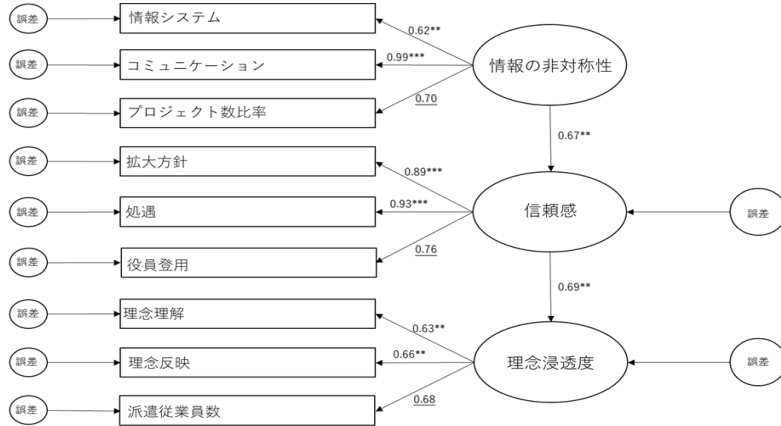 誤差
情報システム
0.62**
誤差
コミュニケーション
0.99***
情報の非対称性
誤差
プロジェクト数比率
0.70
0.67**
誤差
拡大方針
0.89***
誤差
処遇
0.93***
信頼感
誤差
誤差
役員登用
0.76
0.69**
誤差
理念理解
0.63**
誤差
理念反映
0.66**
理念浸透度
誤差
誤差
派遣従業員数
0.68